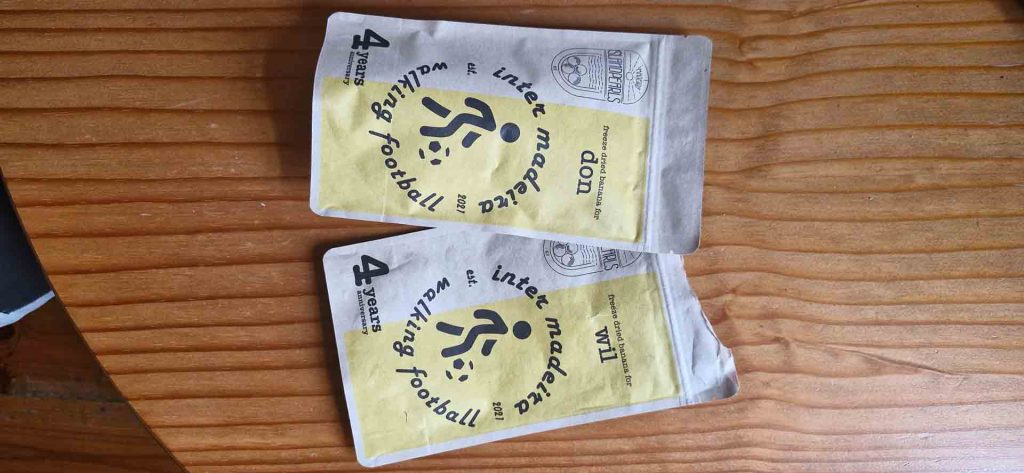 freeze dried banana for
don
inter madeira
walking football
est.
2021
4 years
anniversary
freeze dried banana for
wil
inter madeira
walking football
est.
2021
4 years
anniversary